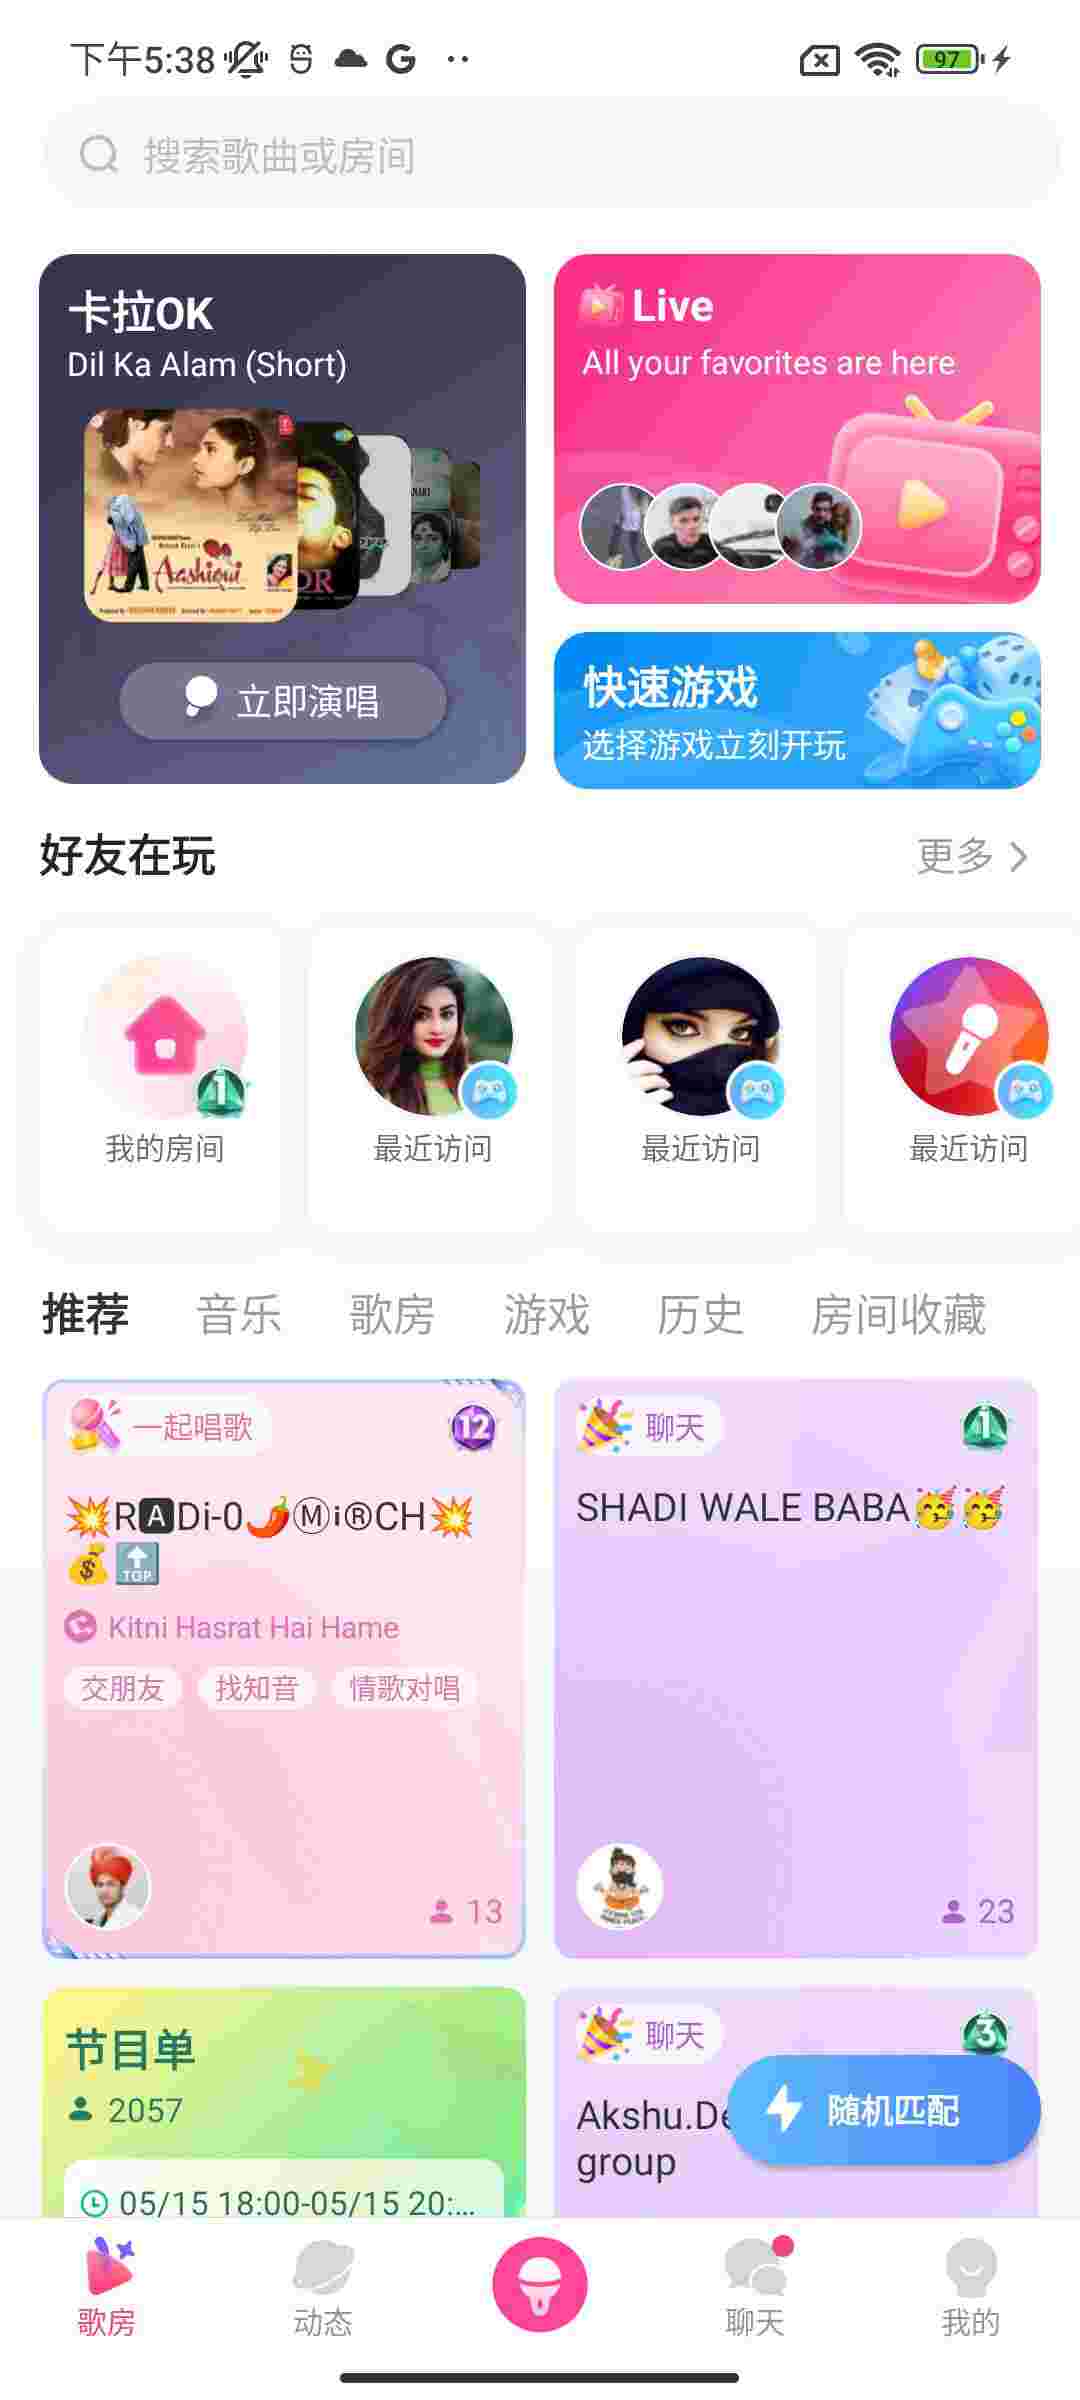 下午5:38
97
搜索歌曲或房间
卡拉OK
Dil Ka Alam (Short)
Aashiqui
立即演唱
Live
All your favorites are here
快速游戏
选择游戏立刻开玩
好友在玩
更多
1
我的房间
最近访问
最近访问
最近访问
推荐 音乐 歌房 游戏 历史 房间收藏
一起唱歌
12
💥R🅰Di-0🌶️Ⓜi®CH💥
💰🔝
Kitni Hasrat Hai Hame
交朋友 找知音 情歌对唱
13
聊天
1
SHADI WALE BABA🥳🥳
23
节目单
2057
05/15 18:00-05/15 20:...
聊天
3
Akshu.De
group
随机匹配
歌房
动态
聊天
我的